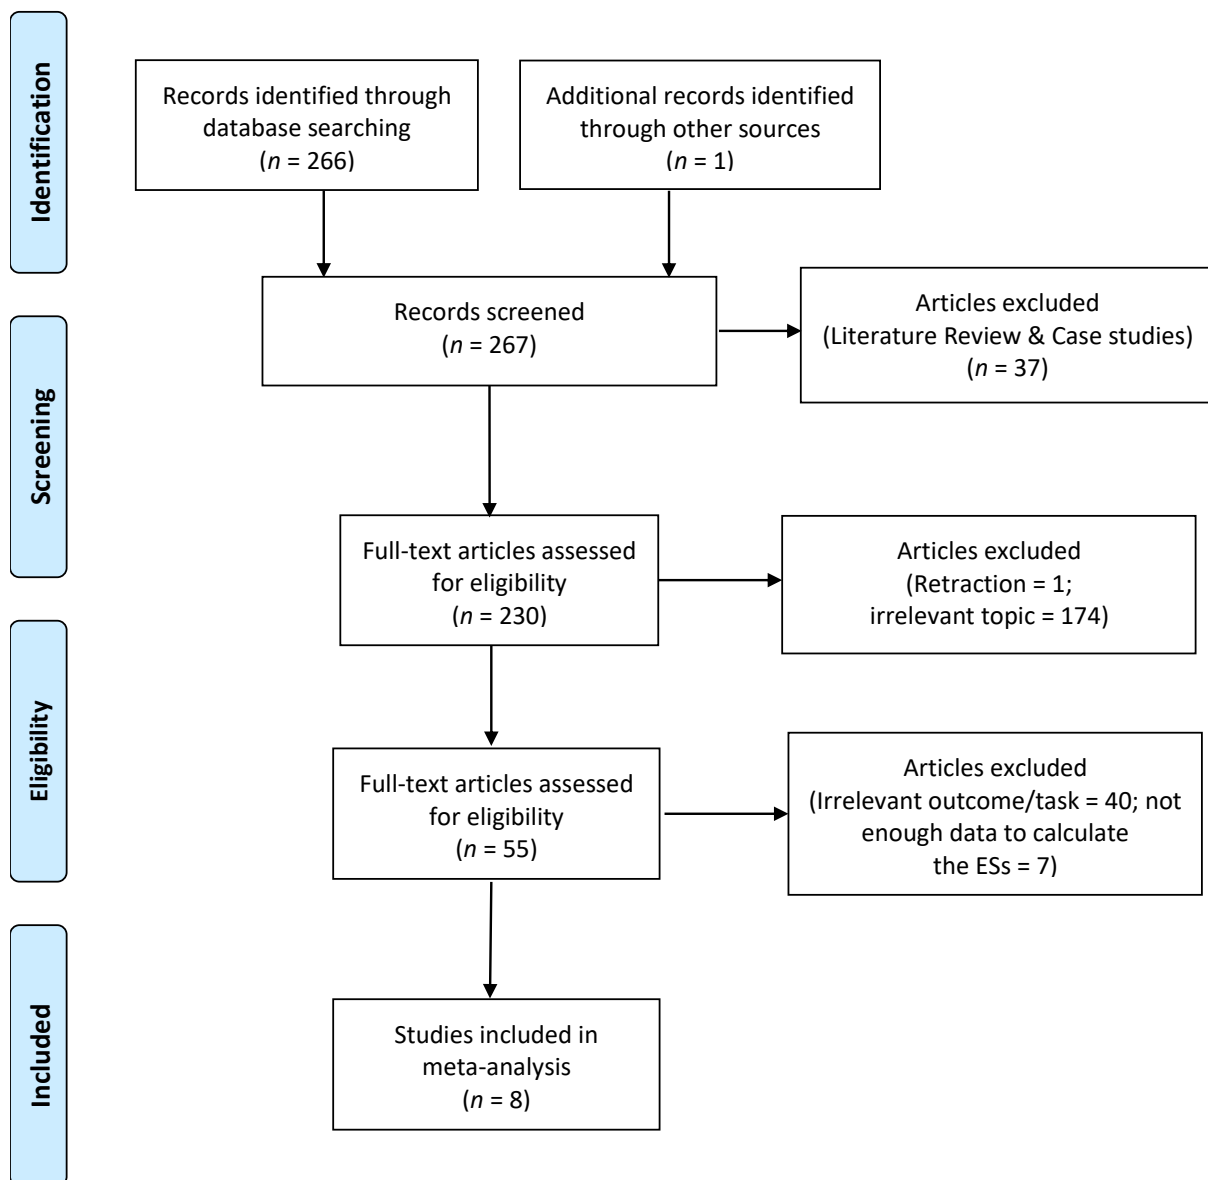 Identification
Records identified through
database searching
(n = 266)
Additional records identified
through other sources
(n = 1)
Records screened
(n = 267)
Articles excluded
(Literature Review & Case studies)
(n = 37)
Screening
Full-text articles assessed
for eligibility
(n = 230)
Articles excluded
(Retraction = 1;
irrelevant topic = 174)
Eligibility
Full-text articles assessed
for eligibility
(n = 55)
Articles excluded
(Irrelevant outcome/task = 40; not
enough data to calculate
the ESs = 7)
Included
Studies included in
meta-analysis
(n = 8)